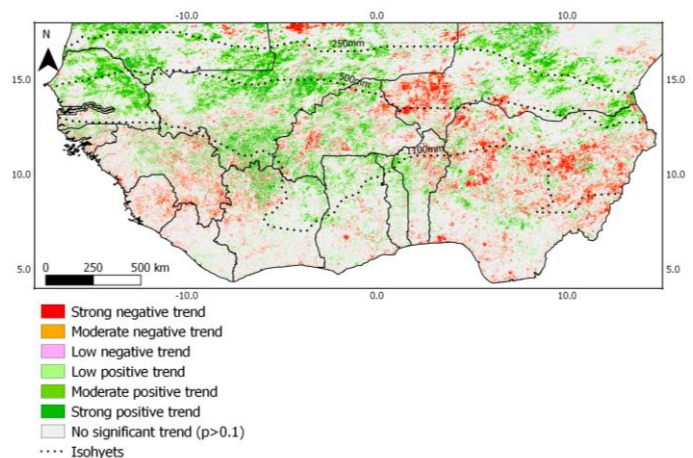 -10.0 0.0 10.0
N
250mm
15.0 15.0
500mm
1100mm
10.0 10.0
5.0 5.0
0 250 500 km
-10.0 0.0 10.0
Strong negative trend
Moderate negative trend
Low negative trend
Low positive trend
Moderate positive trend
Strong positive trend
No significant trend (p>0.1)
Isohyets